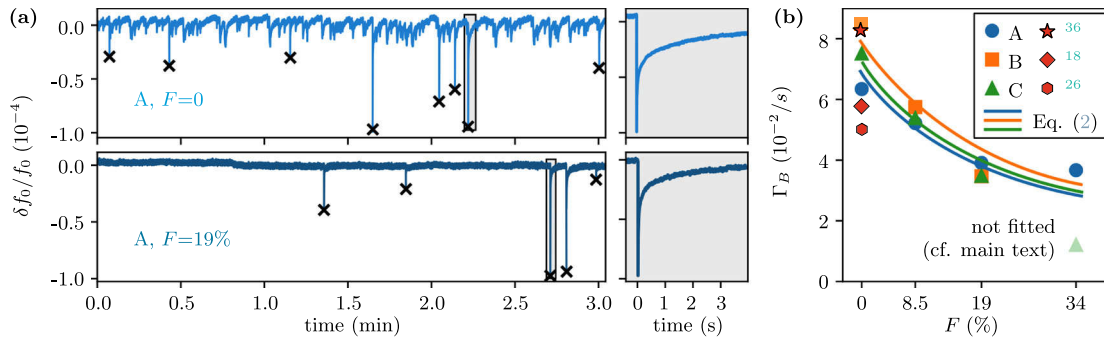 (a)
δf₀/f₀ (10⁻⁴)
0.0
-0.5
-1.0
A, F=0
0.0
-0.5
-1.0
A, F=19%
0.0 0.5 1.0 1.5 2.0 2.5 3.0
time (min)
0 1 2 3
time (s)
(b)
Γ_B (10⁻²/s)
8
6
4
2
0
A 36
B 18
C 26
Eq. (2)
not fitted
(cf. main text)
0 8.5 19 34
F (%)